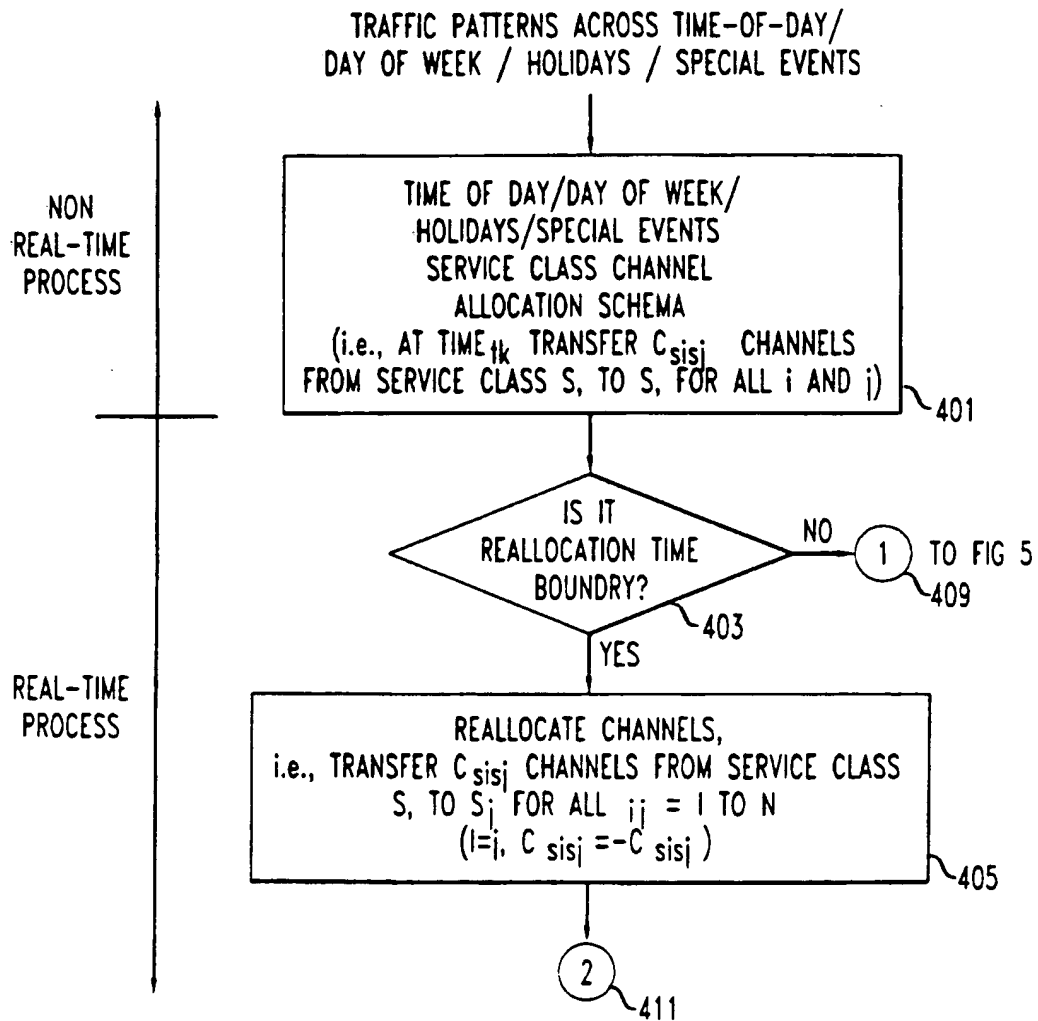 TRAFFIC PATTERNS ACROSS TIME-OF-DAY/
DAY OF WEEK / HOLIDAYS / SPECIAL EVENTS
NON
REAL-TIME
PROCESS
TIME OF DAY/DAY OF WEEK/
HOLIDAYS/SPECIAL EVENTS
SERVICE CLASS CHANNEL
ALLOCATION SCHEMA
(i.e., AT TIME tk TRANSFER C sisj CHANNELS
FROM SERVICE CLASS S, TO S, FOR ALL i AND j)
401
IS IT
REALLOCATION TIME
BOUNDRY?
403
NO
1
TO FIG 5
409
YES
REAL-TIME
PROCESS
REALLOCATE CHANNELS,
i.e., TRANSFER C sisj CHANNELS FROM SERVICE CLASS
S, TO Sj FOR ALL ij = I TO N
(I=j, C sisj =-C sisj )
405
2
411